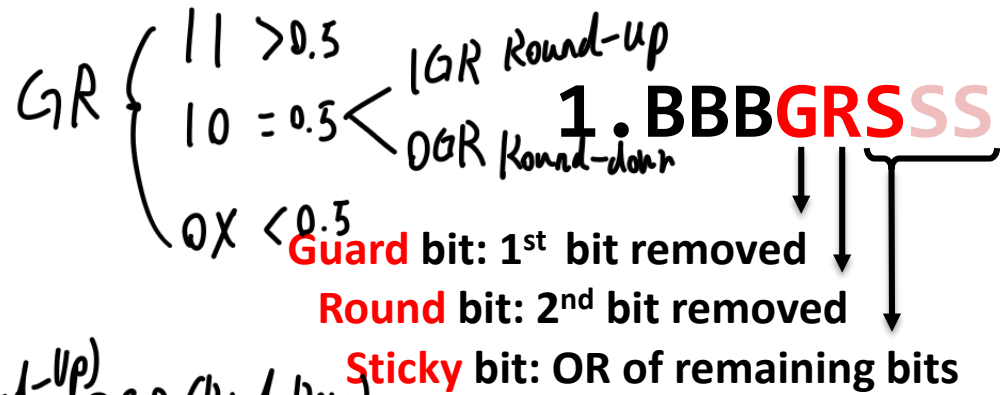 GR { 11 >0.5
10 = 0.5 < 1GR Round-up
0GR Round-down
0X <0.5
1.BBBGRSSS
Guard bit: 1st bit removed
Round bit: 2nd bit removed
Sticky bit: OR of remaining bits
d-Up)